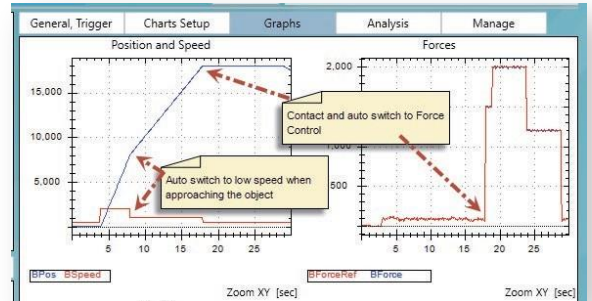 General, Trigger Charts Setup Graphs Analysis Manage
Position and Speed
15,000
10,000
5,000
5 10 15 20 25
BPos BSpeed
Zoom XY [sec]
Forces
2,000
1,000
500
5 10 15 20 25
BForceRef BForce
Zoom XY [sec]
Contact and auto switch to Force
Control
Auto switch to low speed when
approaching the object